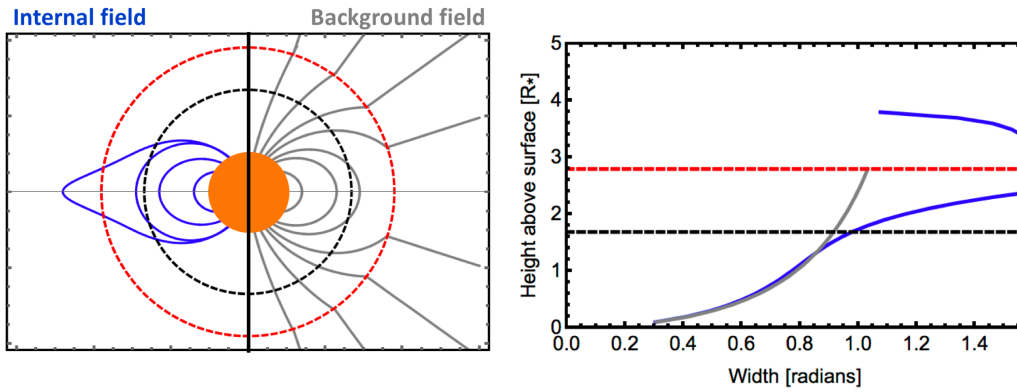 Internal field
Background field
Height above surface [R*]
5
4
3
2
1
0
0.0 0.2 0.4 0.6 0.8 1.0 1.2 1.4
Width [radians]